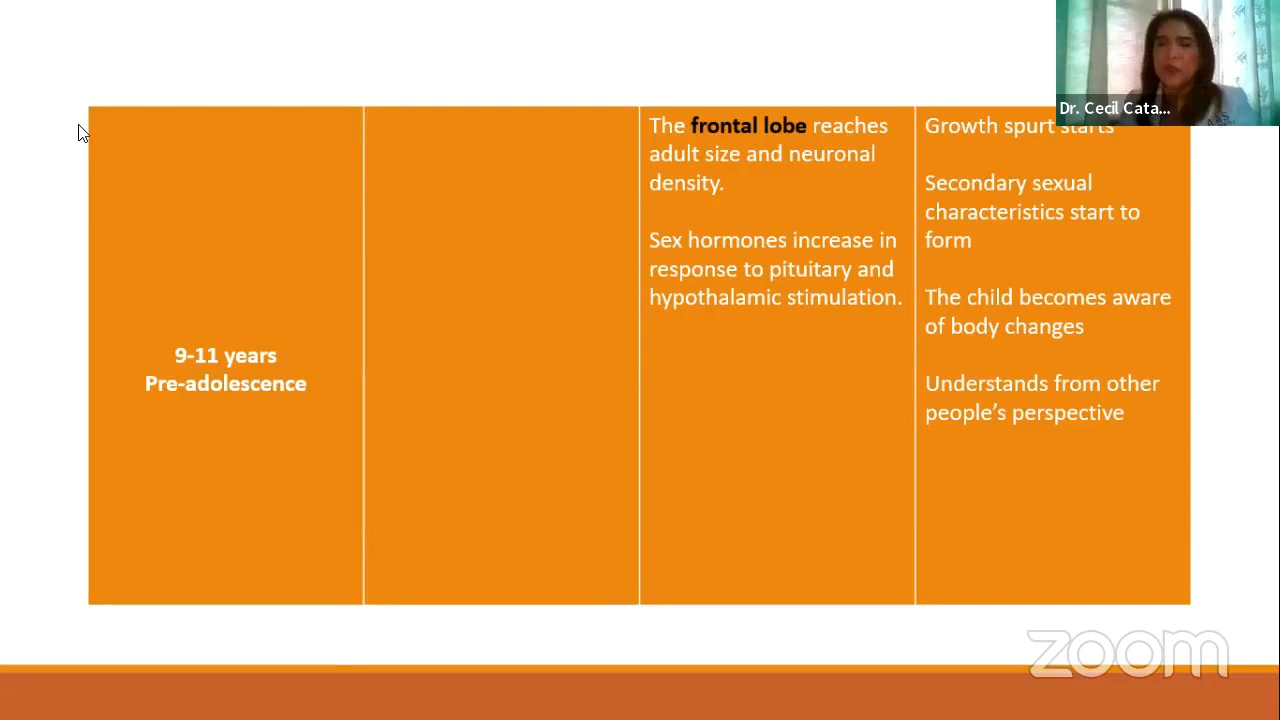 Dr. Cecil Cata...
The frontal lobe reaches
adult size and neuronal
density.
Sex hormones increase in
response to pituitary and
hypothalamic stimulation.
Growth spurt starts
Secondary sexual
characteristics start to
form
The child becomes aware
of body changes
Understands from other
people's perspective
9-11 years
Pre-adolescence
zoom